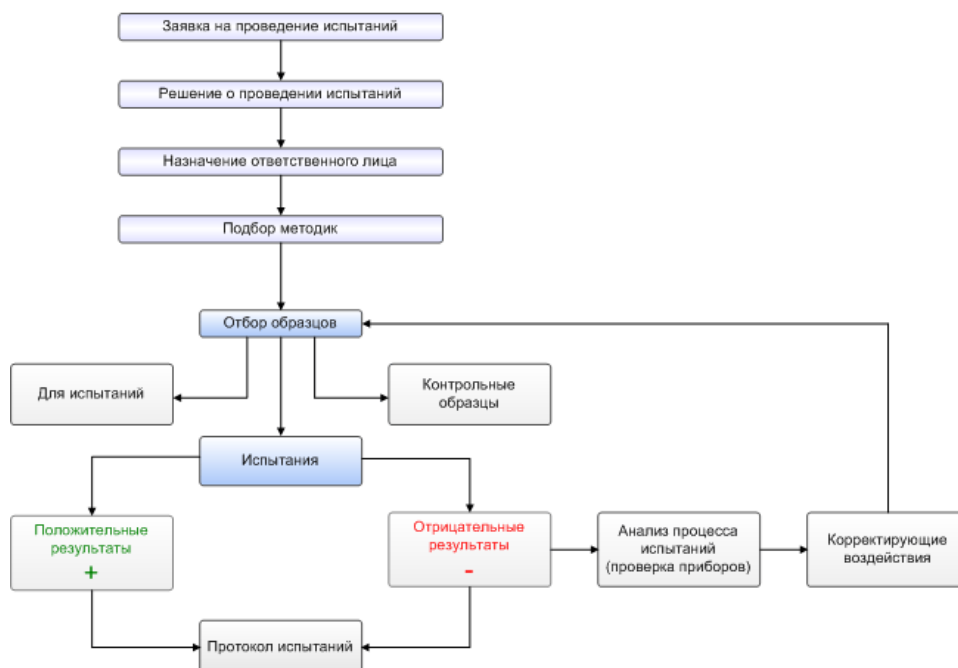 Заявка на проведение испытаний
Решение о проведении испытаний
Назначение ответственного лица
Подбор методик
Отбор образцов
Для испытаний
Контрольные
образцы
Испытания
Положительные
результаты
+
Отрицательные
результаты
-
Анализ процесса
испытаний
(проверка приборов)
Корректирующие
воздействия
Протокол испытаний